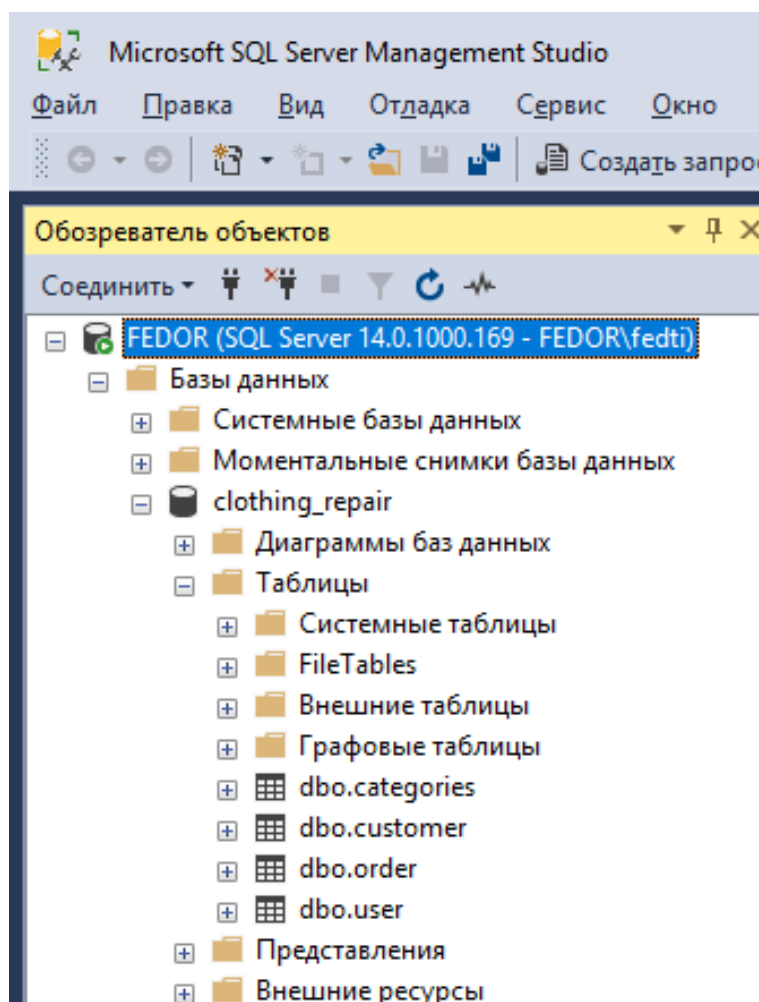 Microsoft SQL Server Management Studio
Файл Правка Вид Отладка Сервис Окно
Создать запро
Обозреватель объектов
Соединить
FEDOR (SQL Server 14.0.1000.169 - FEDOR\fedti)
Базы данных
Системные базы данных
Моментальные снимки базы данных
clothing_repair
Диаграммы баз данных
Таблицы
Системные таблицы
FileTables
Внешние таблицы
Графовые таблицы
dbo.categories
dbo.customer
dbo.order
dbo.user
Представления
Внешние ресурсы